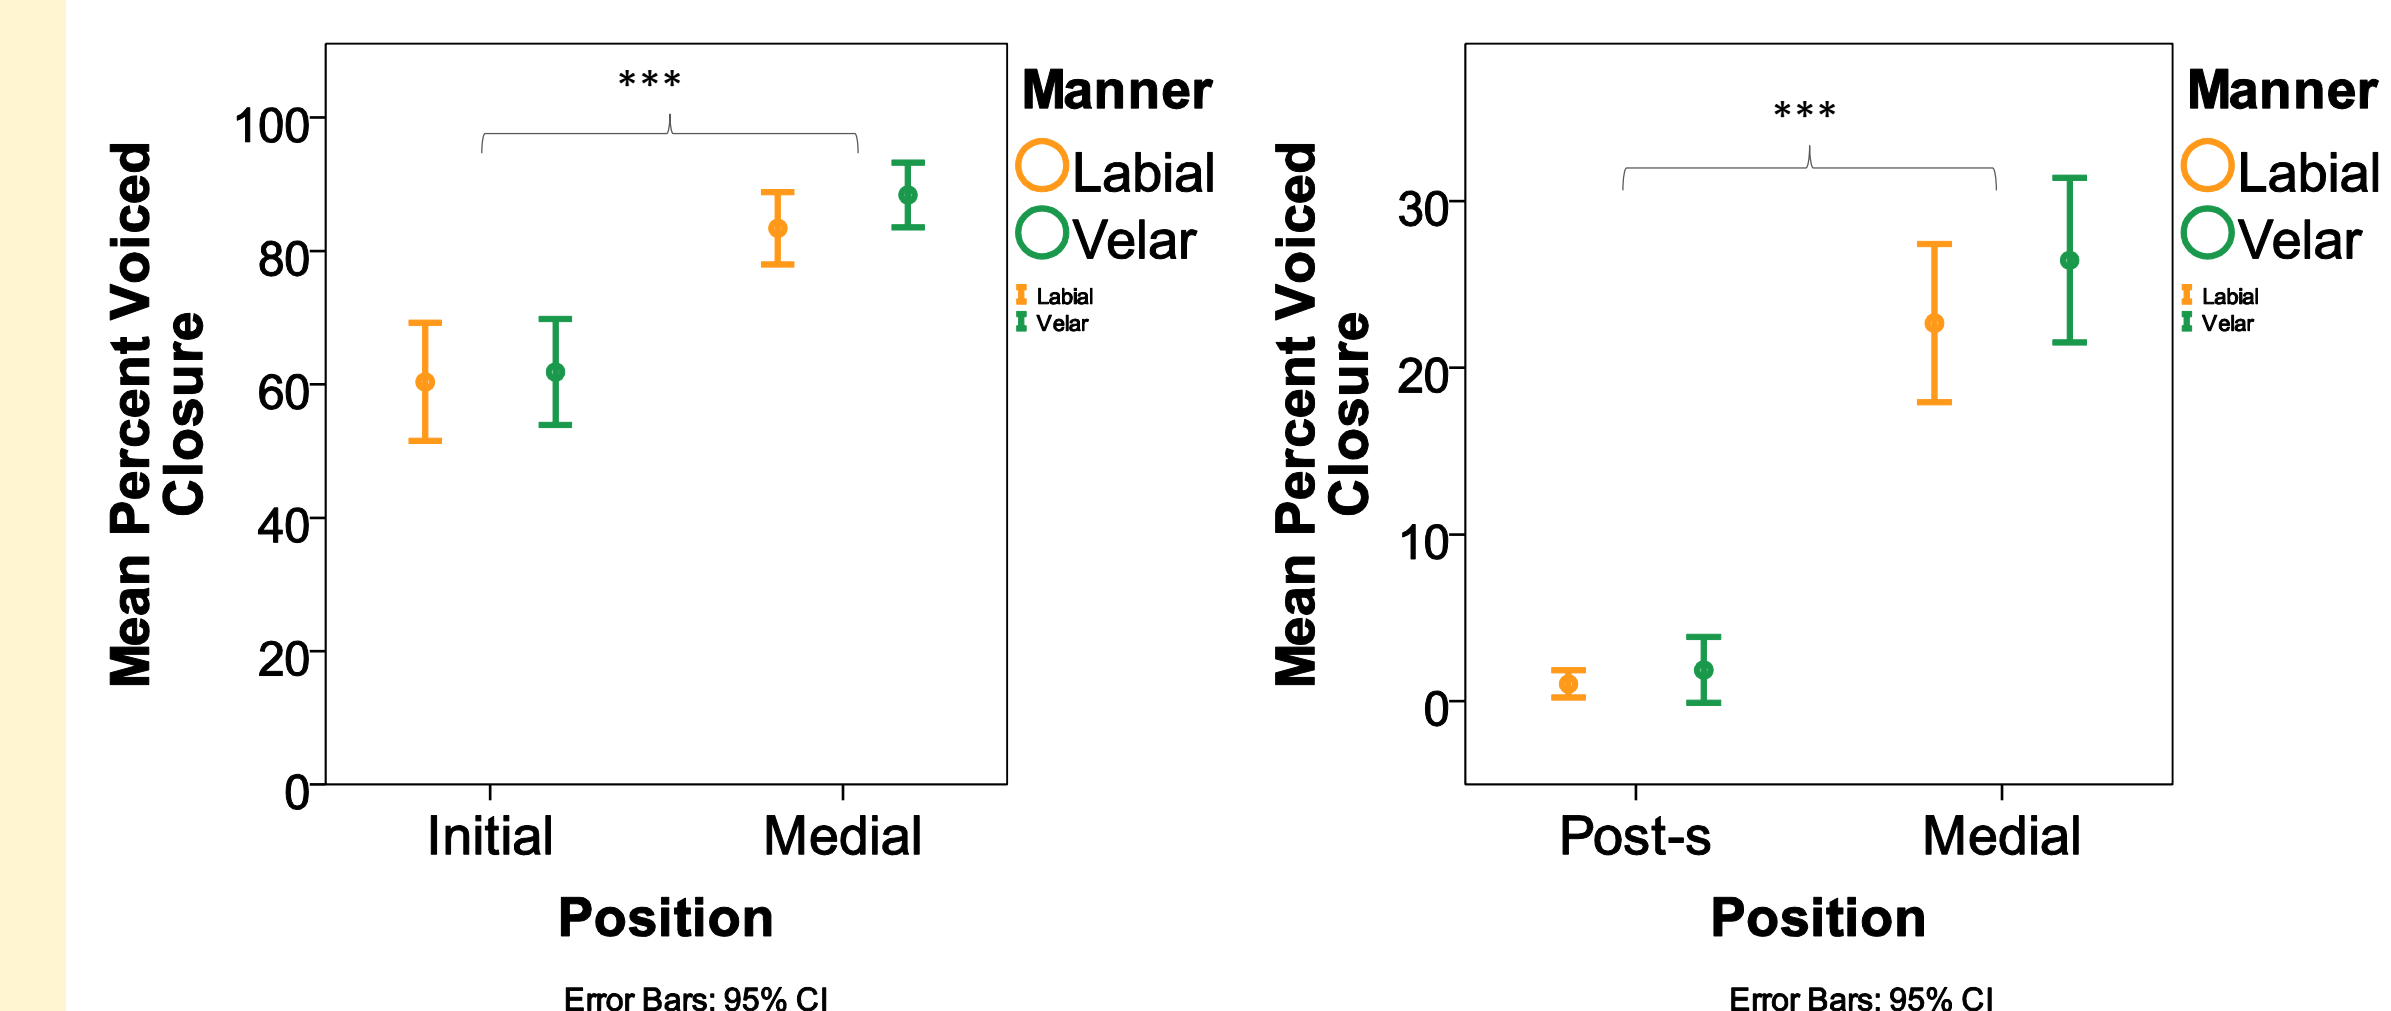 ***
100
80
60
40
20
0
Mean Percent Voiced
Closure
Initial
Medial
Position
Error Bars: 95% CI
Manner
Labial
Velar
Labial
Velar
***
30
20
10
0
Mean Percent Voiced
Closure
Post-s
Medial
Position
Error Bars: 95% CI
Manner
Labial
Velar
Labial
Velar